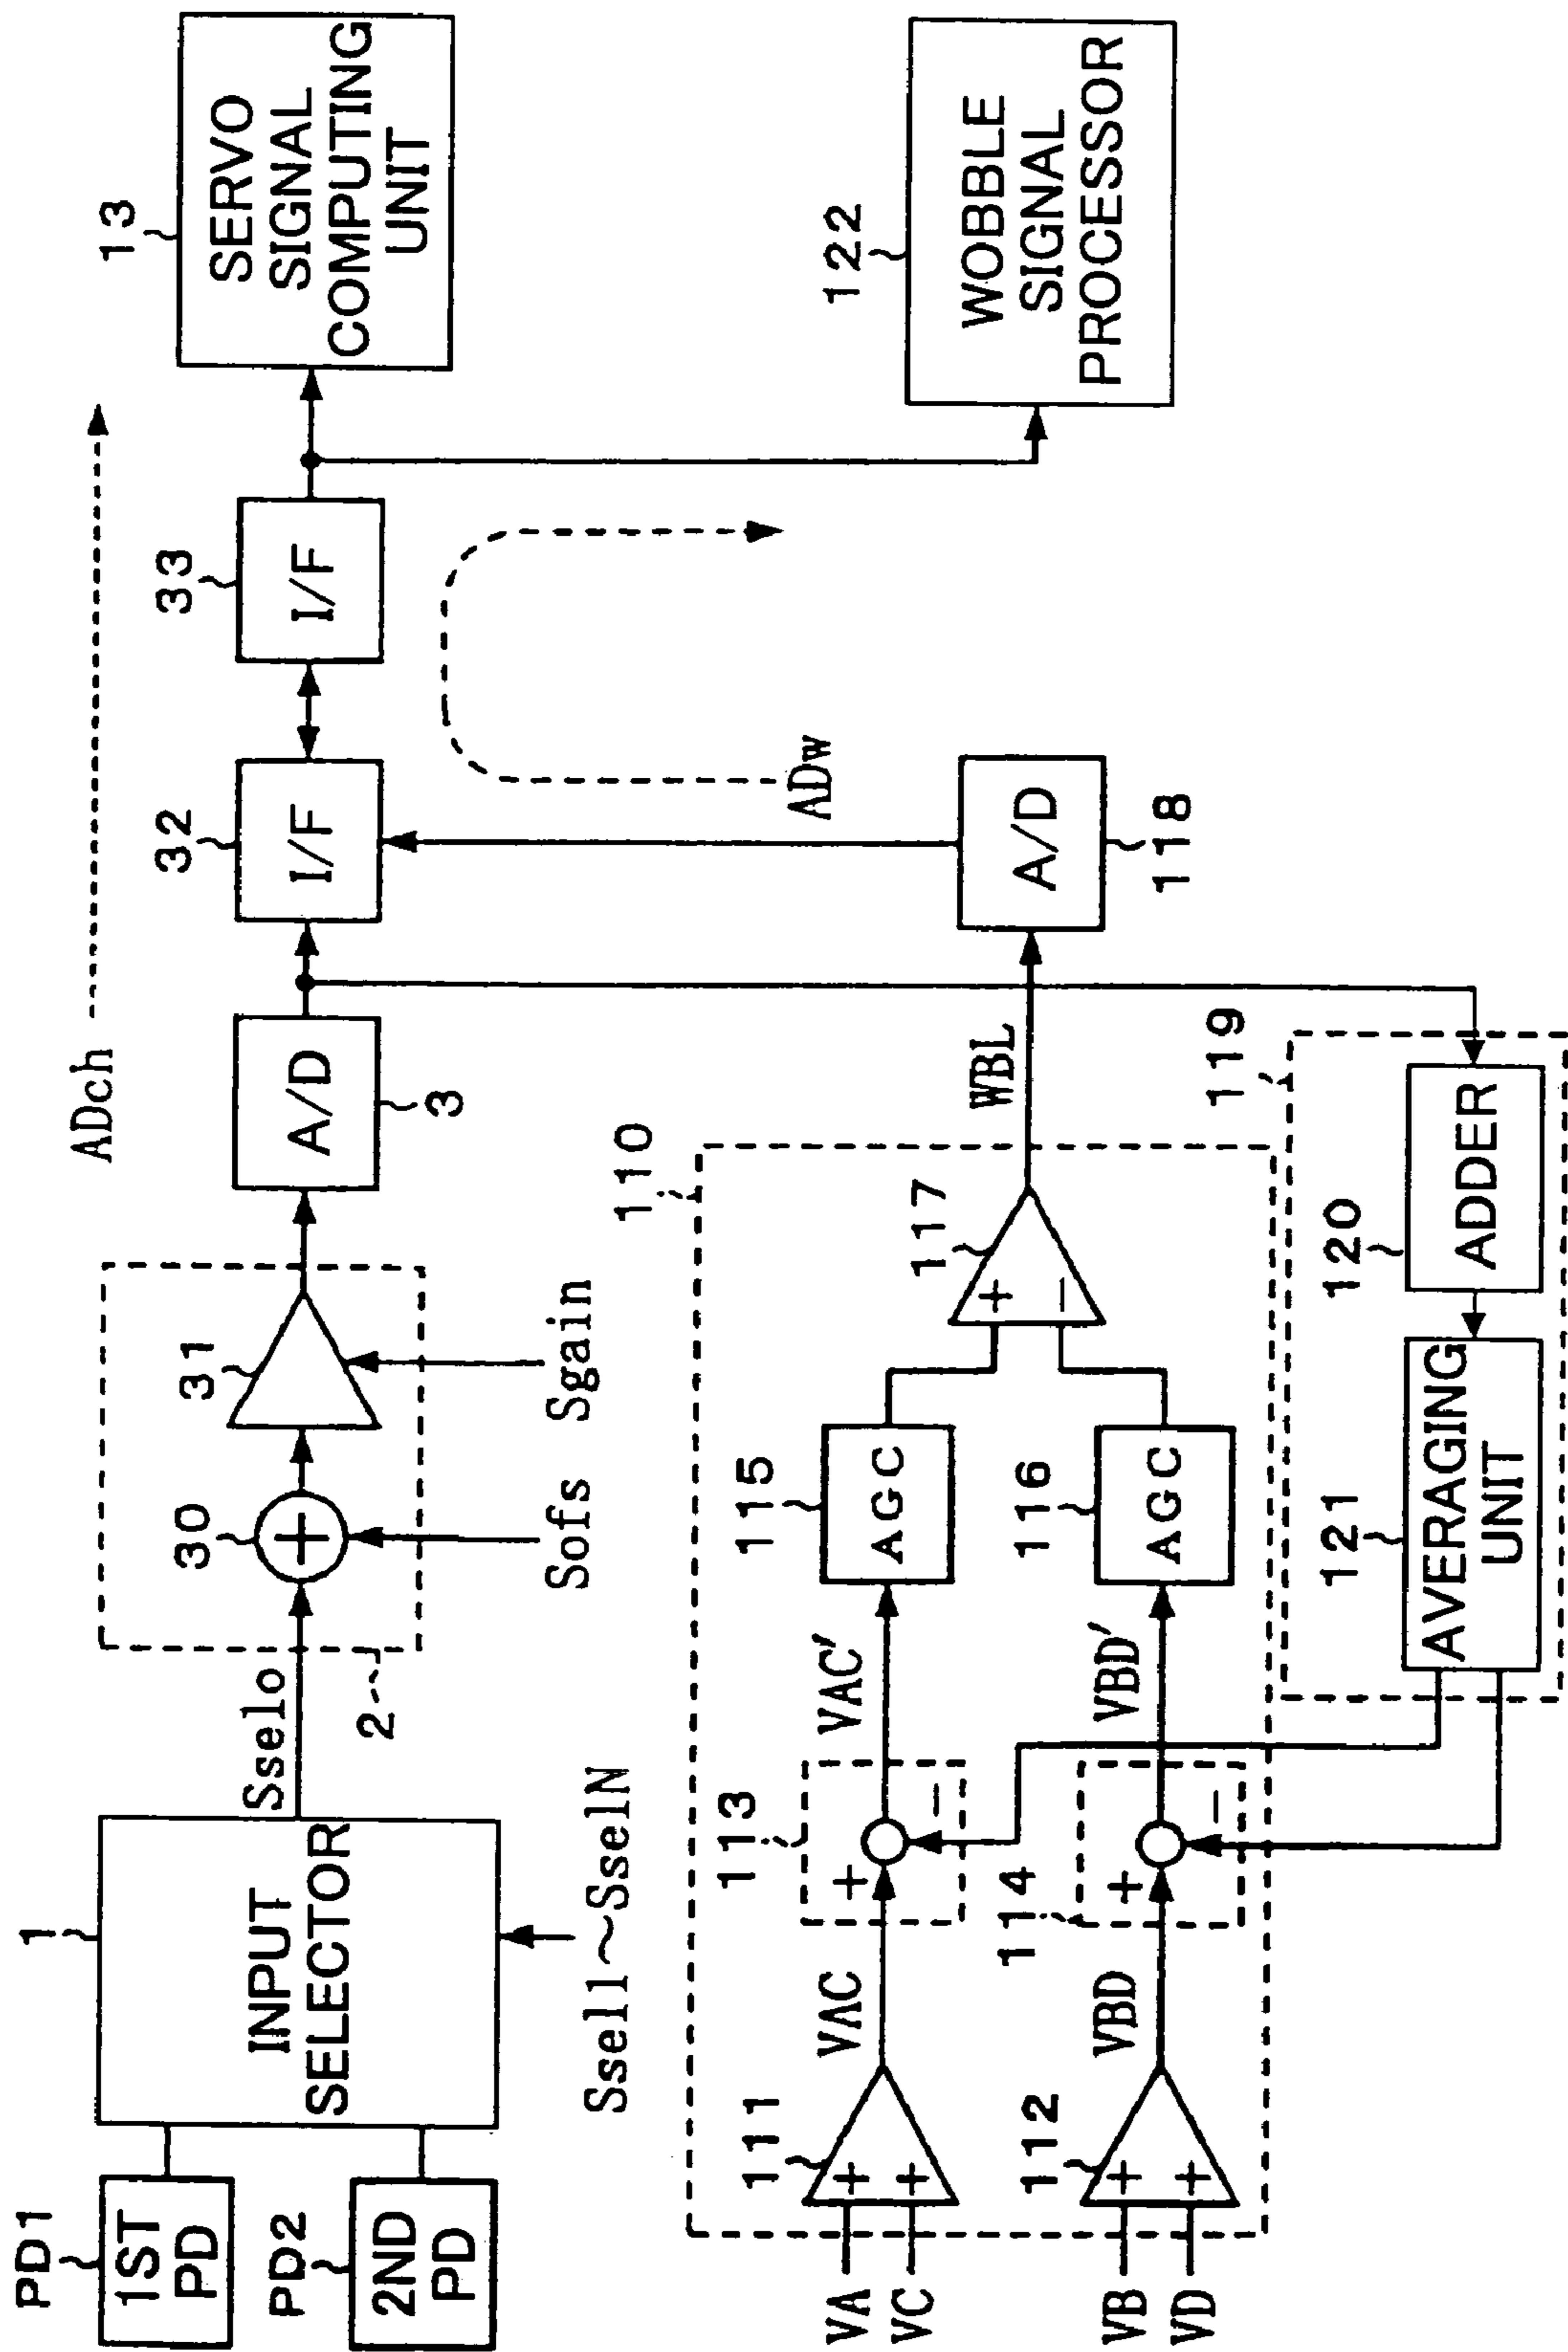 PD1
1ST
PD
PD2
2ND
PD
1
INPUT
SELECTOR
Ssel1~SselN
Sselo
2
30
+
31
Sofs
Sgain
ADch
A/D
3
32
I/F
33
I/F
13
SERVO
SIGNAL
COMPUTING
UNIT
122
WOBBLE
SIGNAL
PROCESSOR
ADw
A/D
118
WBL
110
VA
VC
111
+
+
VAC
113
+
−
VAC'
115
AGC
VB
VD
112
+
+
VBD
114
+
−
VBD'
116
AGC
117
+
−
119
120
ADDER
121
AVERAGING
UNIT